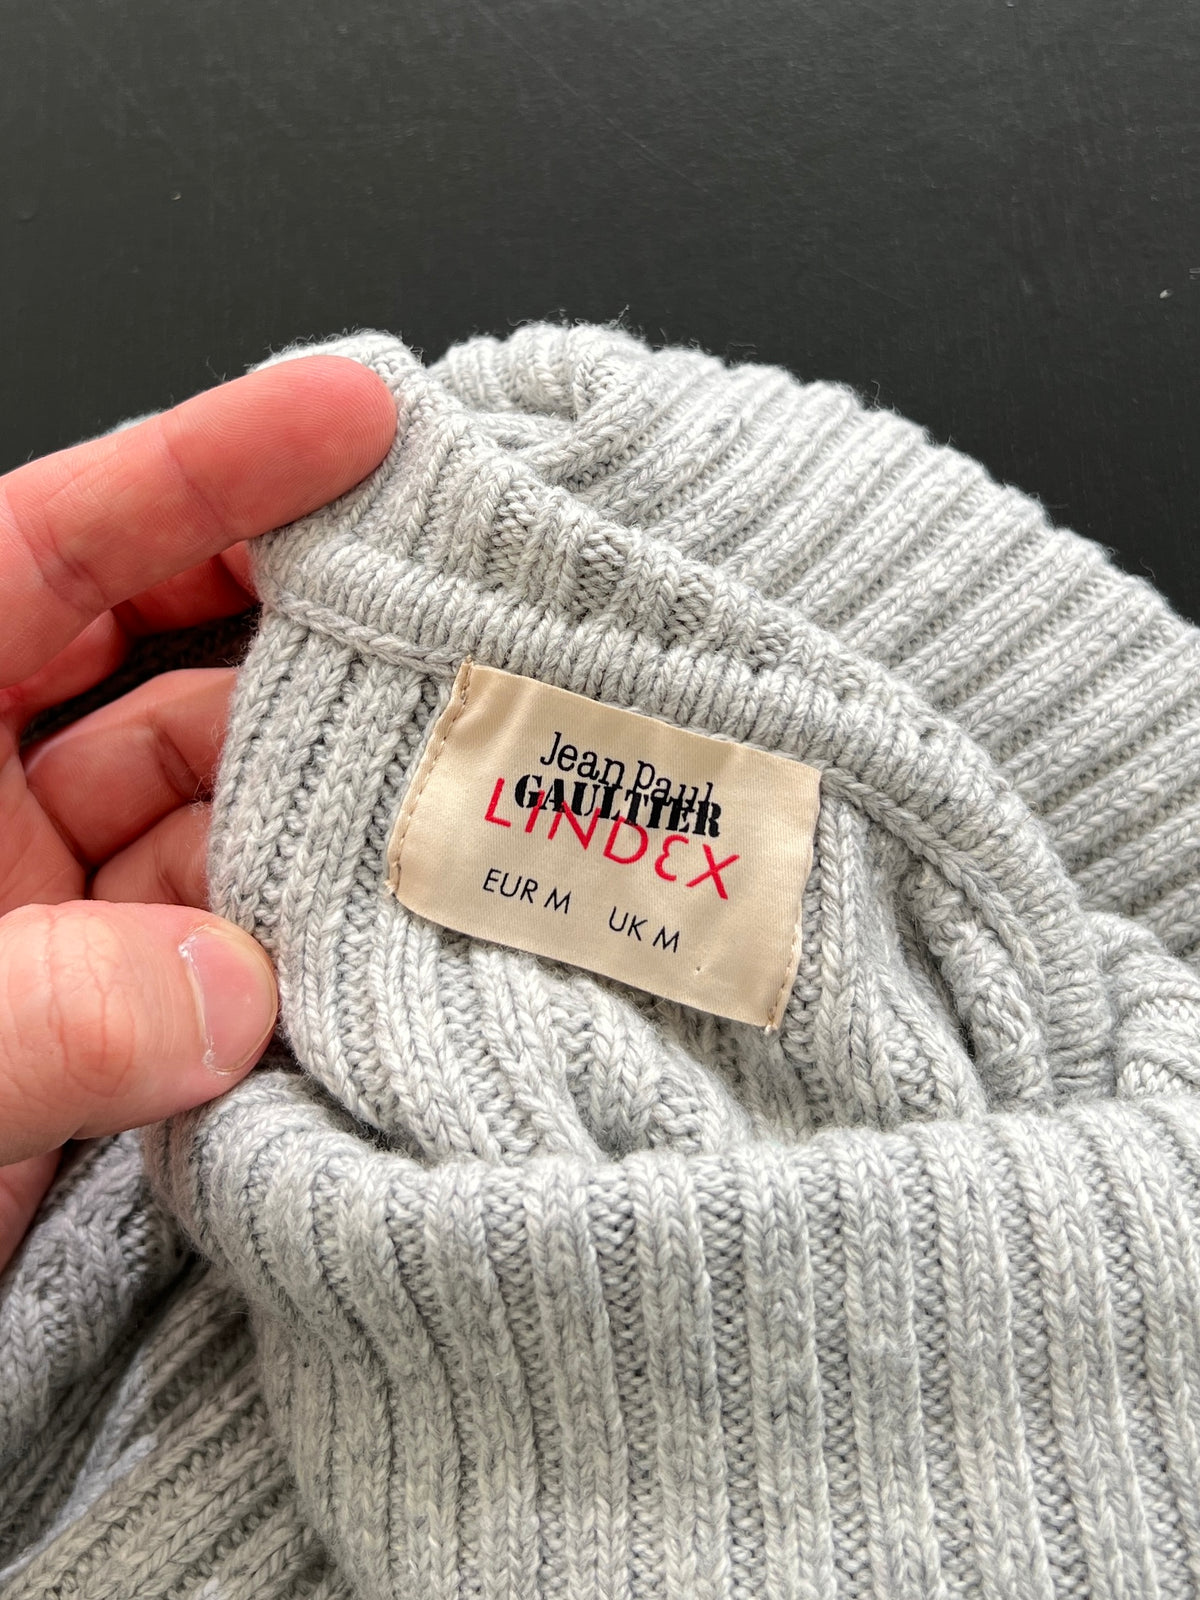 Jean Paul
GAULTIER
LINDEX
EUR M UK M